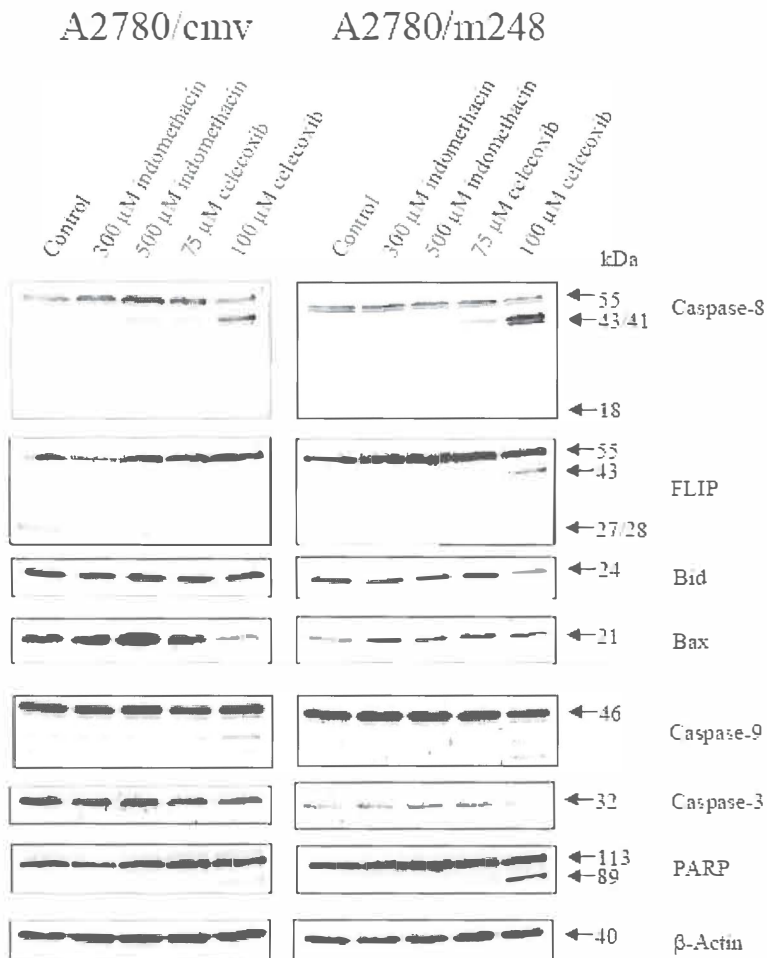 A2780/cmv
A2780/m248
Control
300 µM indomethacin
500 µM indomethacin
75 µM celecoxib
100 µM celecoxib
Control
300 µM indomethacin
500 µM indomethacin
75 µM celecoxib
100 µM celecoxib
kDa
55
Caspase-8
43/41
18
55
43
FLIP
27/28
24
Bid
21
Bax
46
Caspase-9
32
Caspase-3
113
PARP
89
40
β-Actin